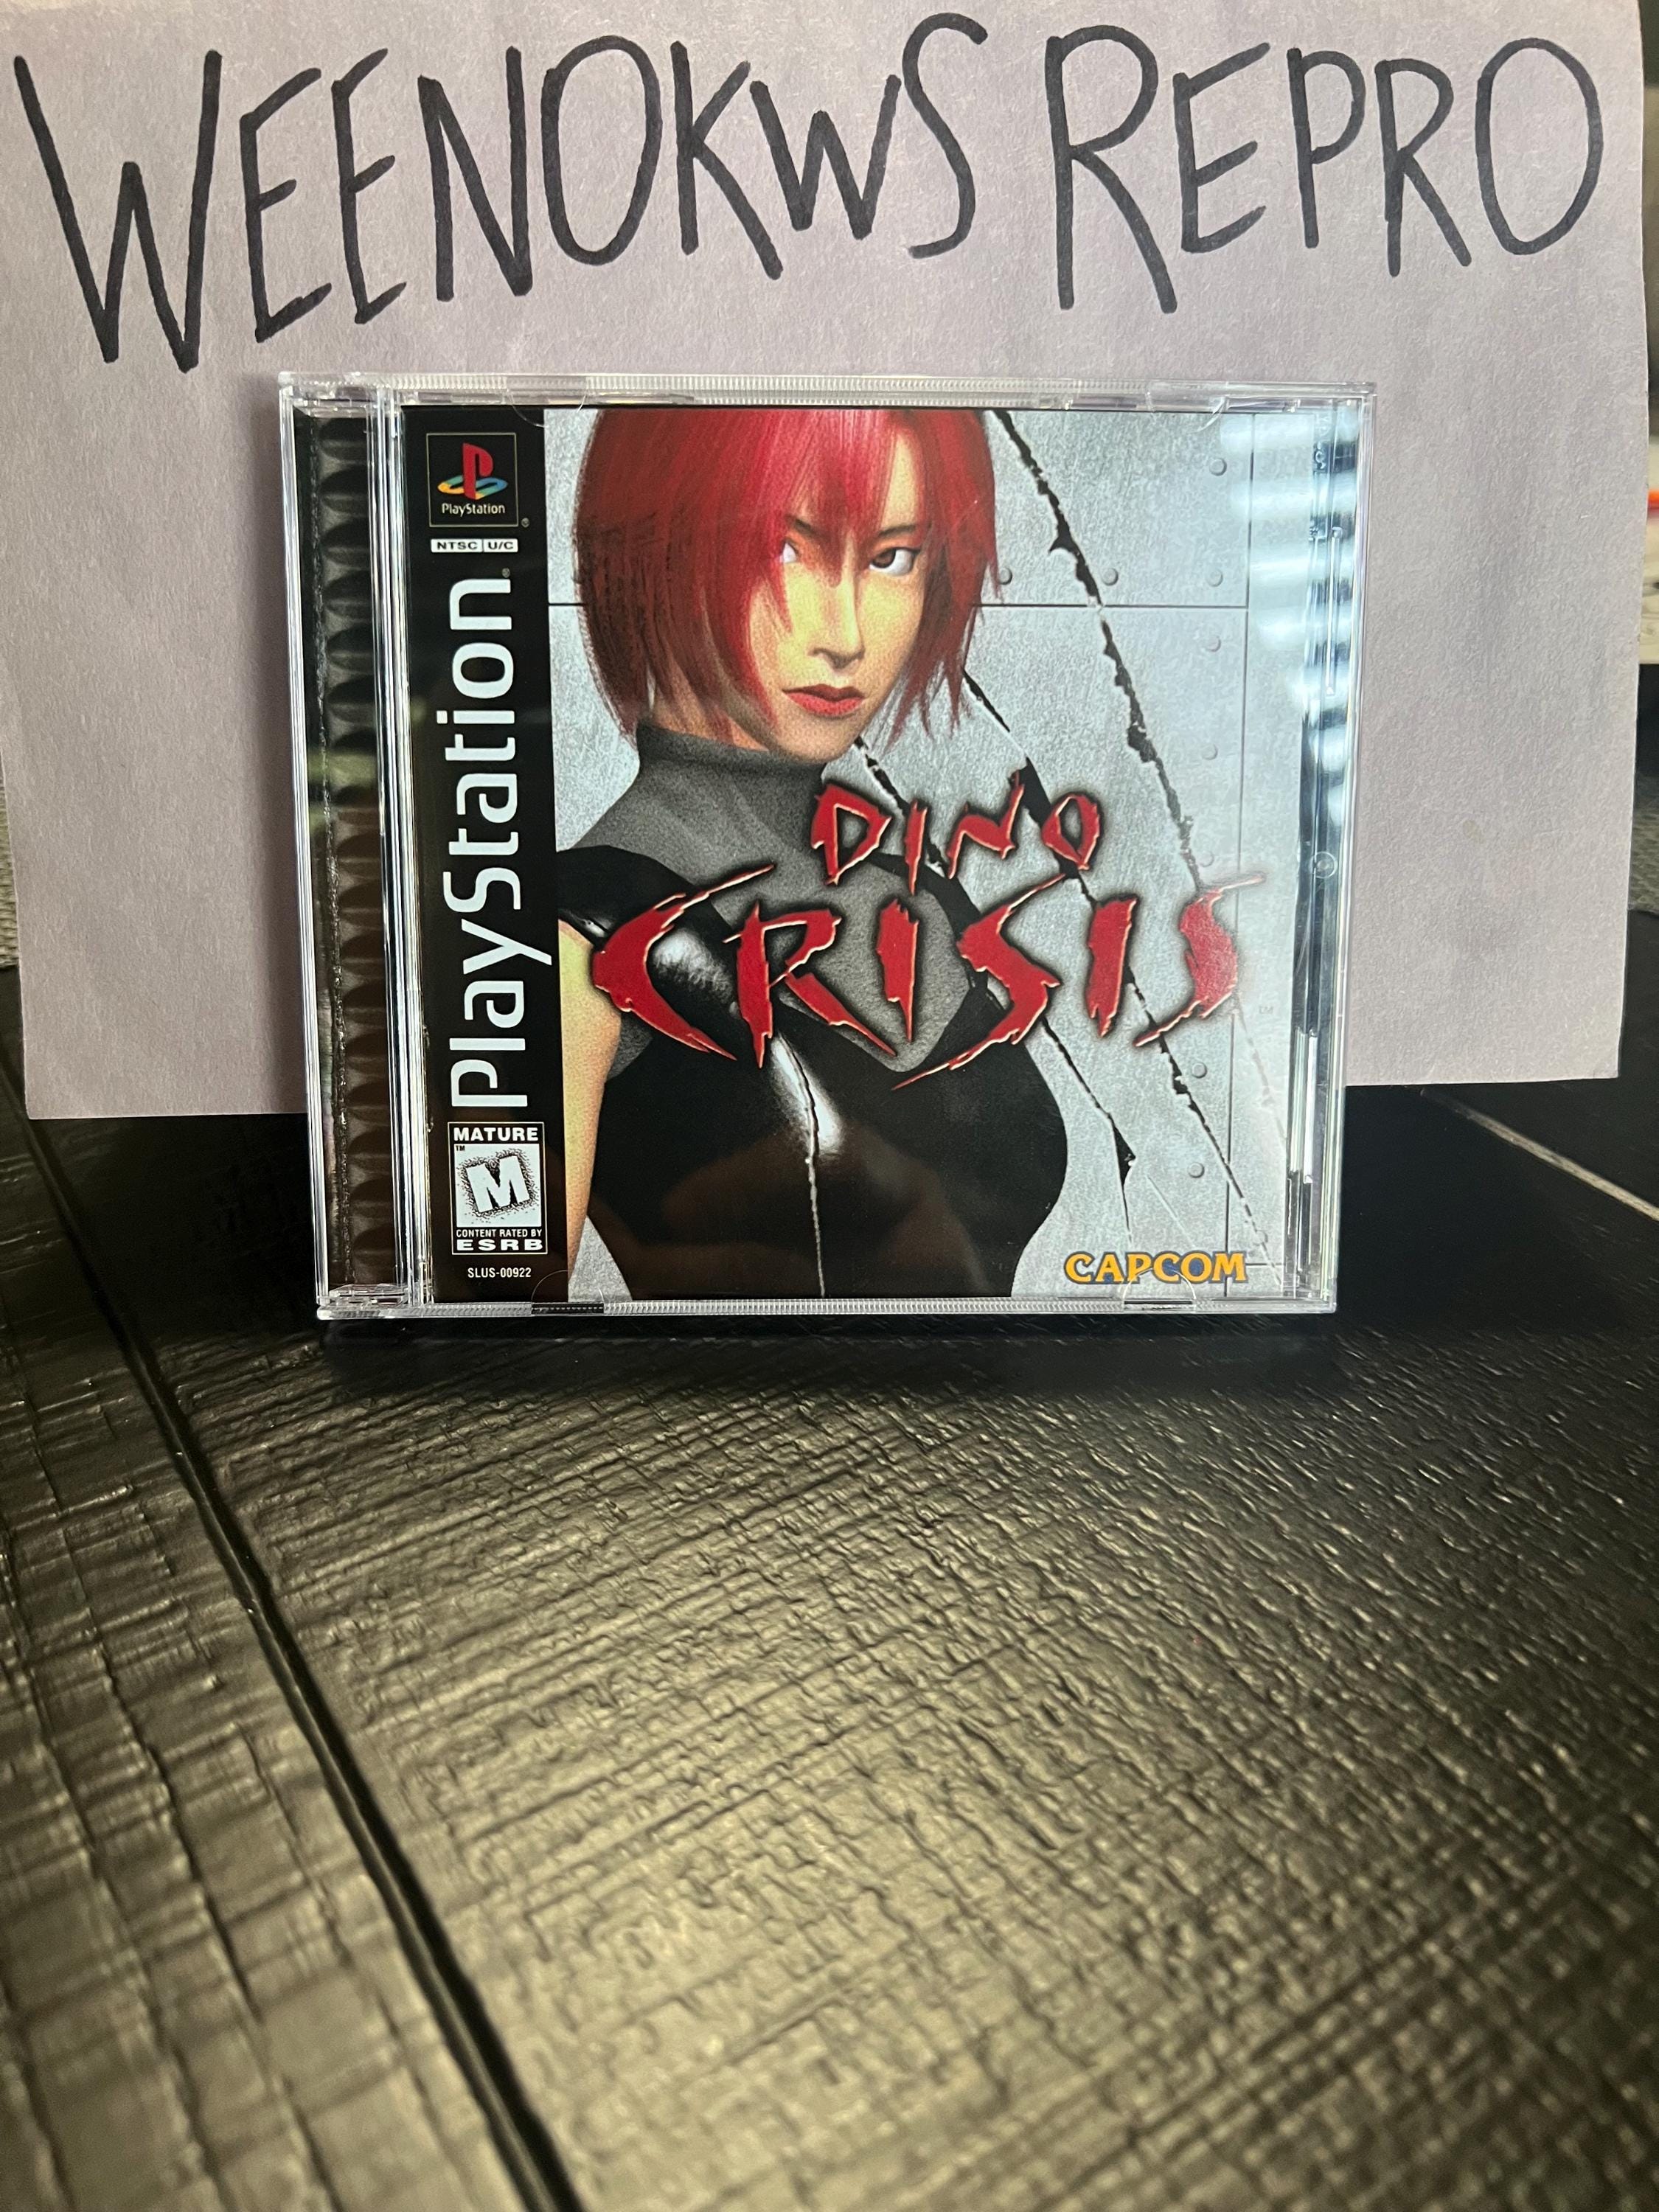 WEENOKWS REPRO
PlayStation
NTSC U/C
PlayStation
DINO
CRISIS
MATURE
M
CONTENT RATED BY
ESRB
SLUS-00922
CAPCOM